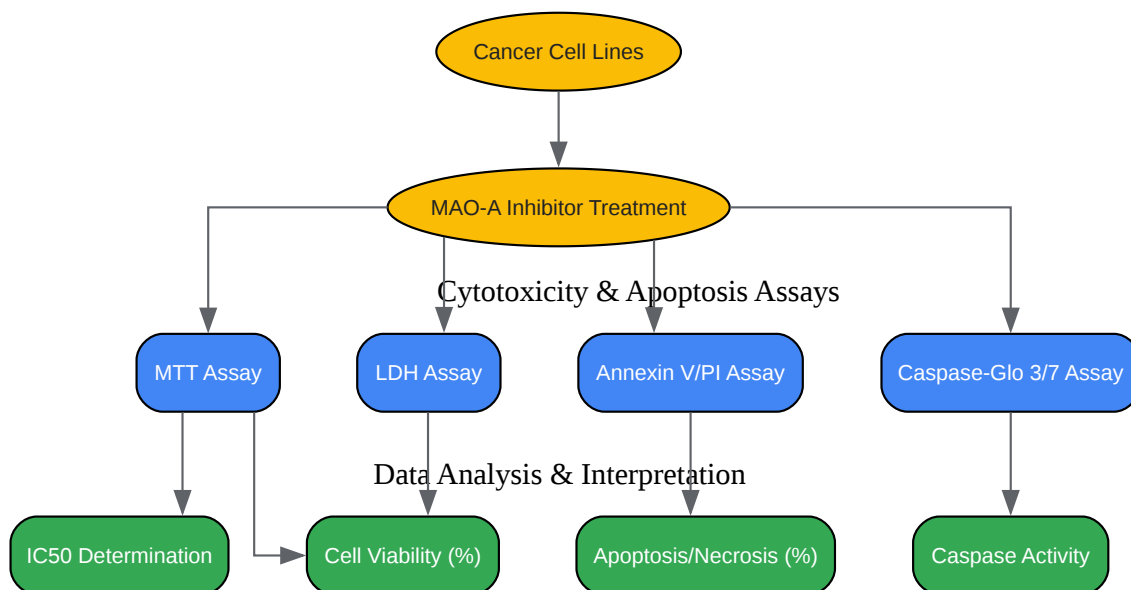 Cancer Cell Lines
MAO-A Inhibitor Treatment
Cytotoxicity & Apoptosis Assays
MTT Assay
LDH Assay
Annexin V/PI Assay
Caspase-Glo 3/7 Assay
Data Analysis & Interpretation
IC50 Determination
Cell Viability (%)
Apoptosis/Necrosis (%)
Caspase Activity